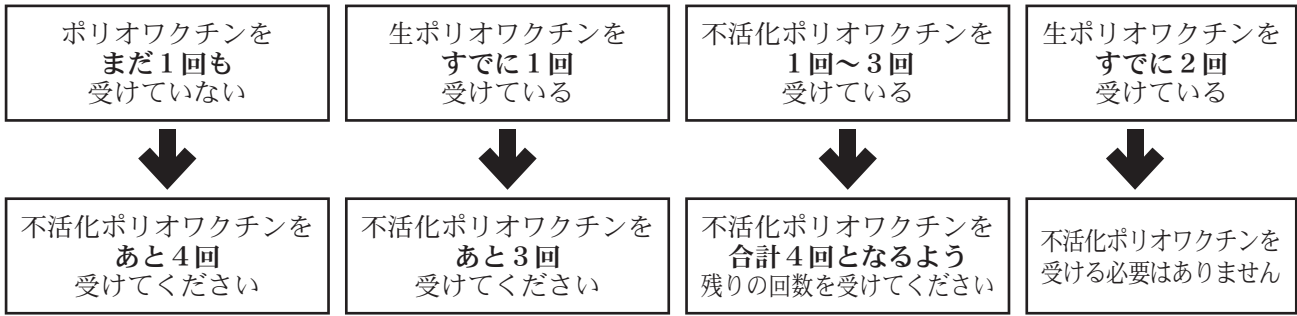 ポリオワクチンを
まだ１回も
受けていない
生ポリオワクチンを
すでに１回
受けている
不活化ポリオワクチンを
１回～３回
受けている
生ポリオワクチンを
すでに２回
受けている
不活化ポリオワクチンを
あと４回
受けてください
不活化ポリオワクチンを
あと３回
受けてください
不活化ポリオワクチンを
合計４回となるよう
残りの回数を受けてください
不活化ポリオワクチンを
受ける必要はありません